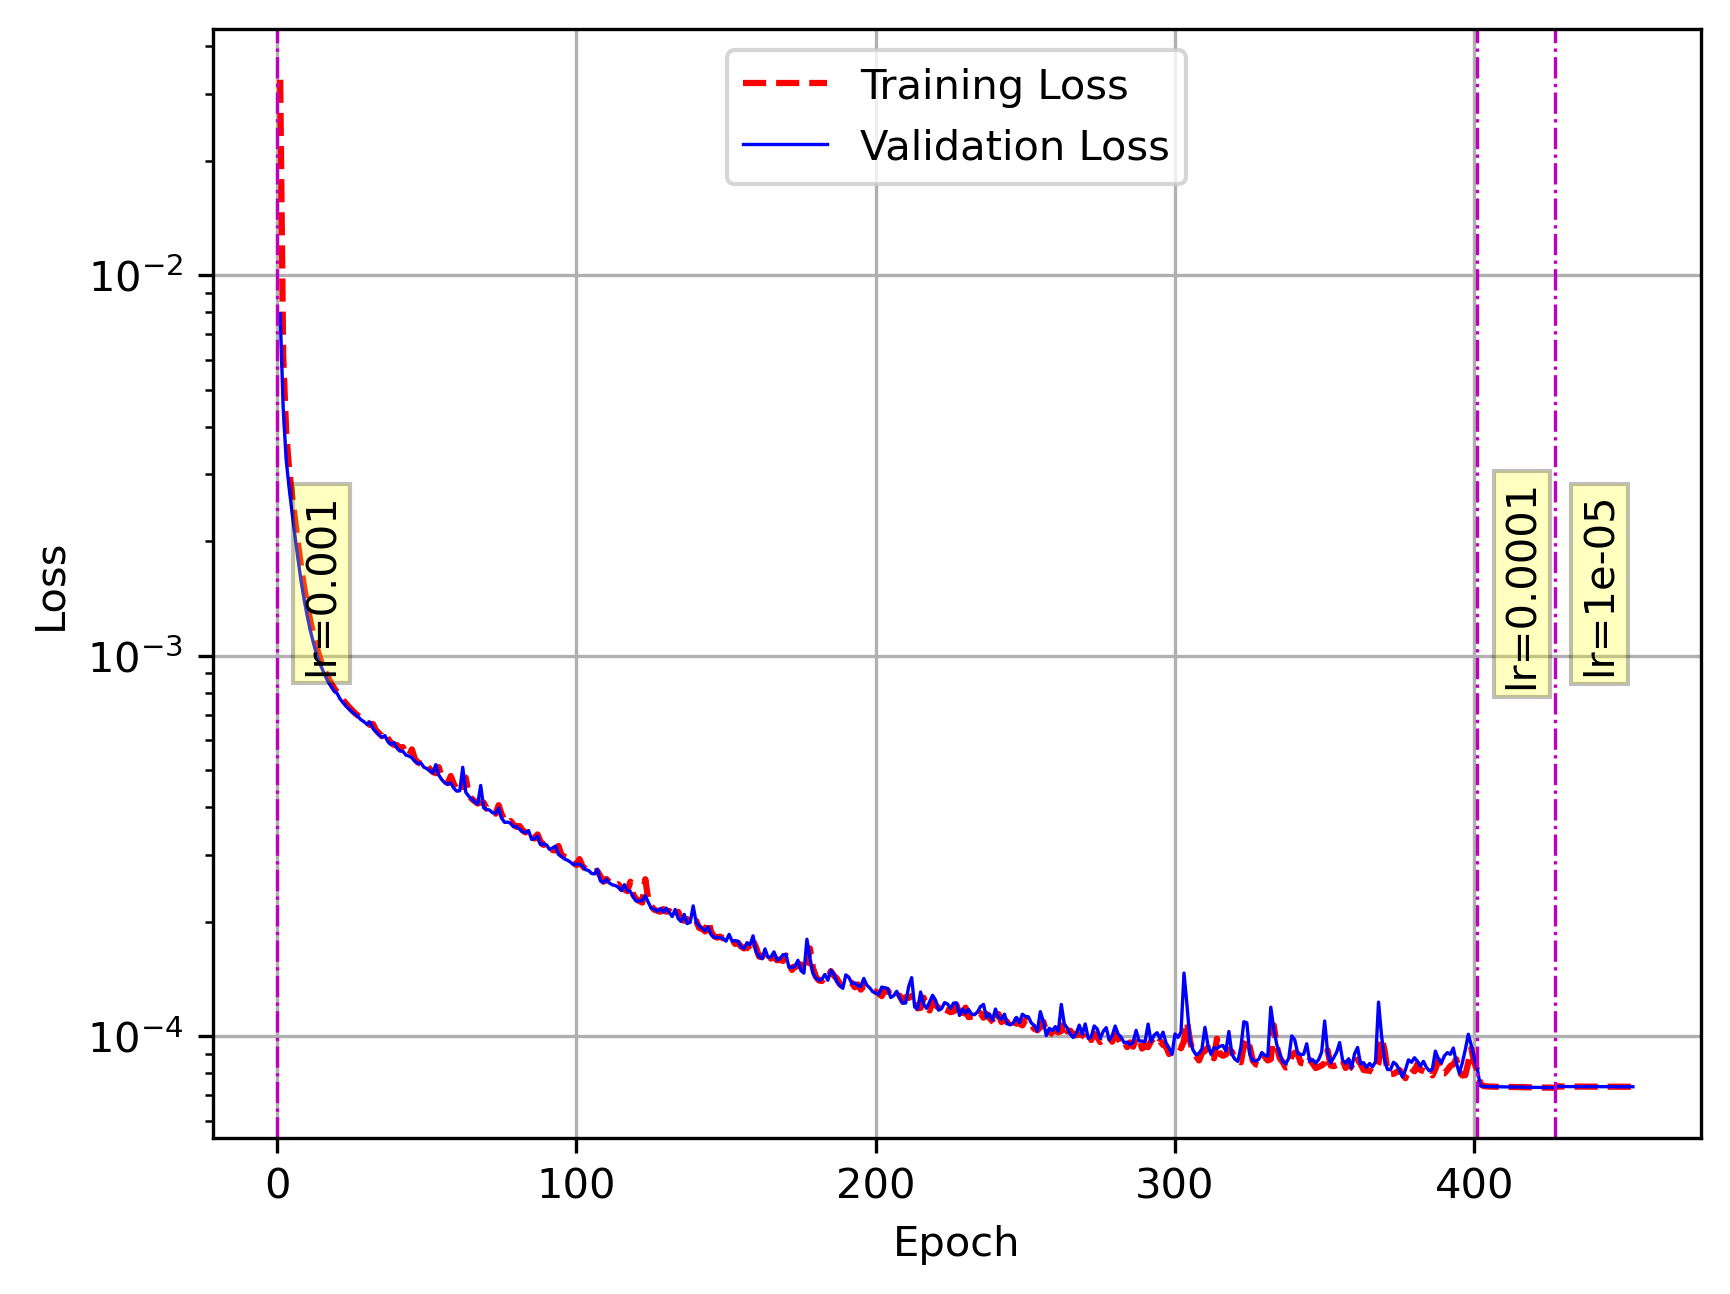 Training Loss
Validation Loss
10⁻²
10⁻³
10⁻⁴
Loss
lr=0.001
lr=0.0001
lr=1e-05
0 100 200 300 400
Epoch